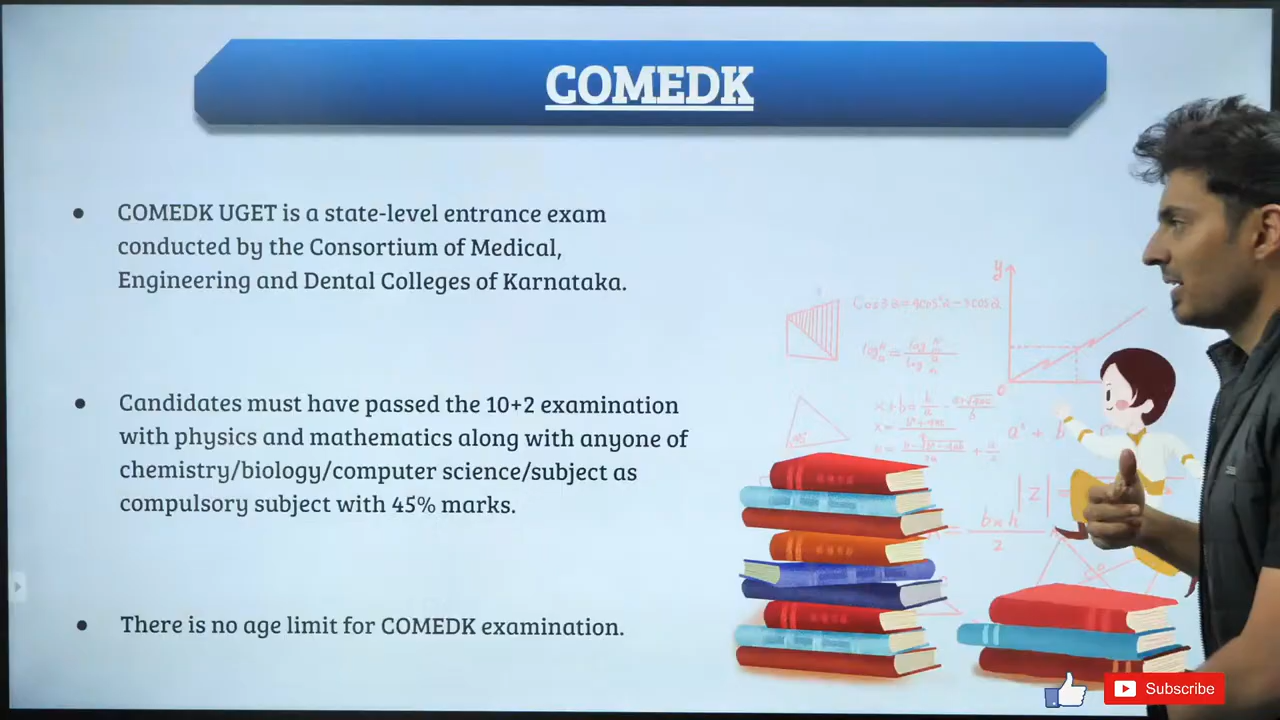 COMEDK
● COMEDK UGET is a state-level entrance exam
conducted by the Consortium of Medical,
Engineering and Dental Colleges of Karnataka.
● Candidates must have passed the 10+2 examination
with physics and mathematics along with anyone of
chemistry/biology/computer science/subject as
compulsory subject with 45% marks.
● There is no age limit for COMEDK examination.
y
0
|z| =
b×h
2
Subscribe